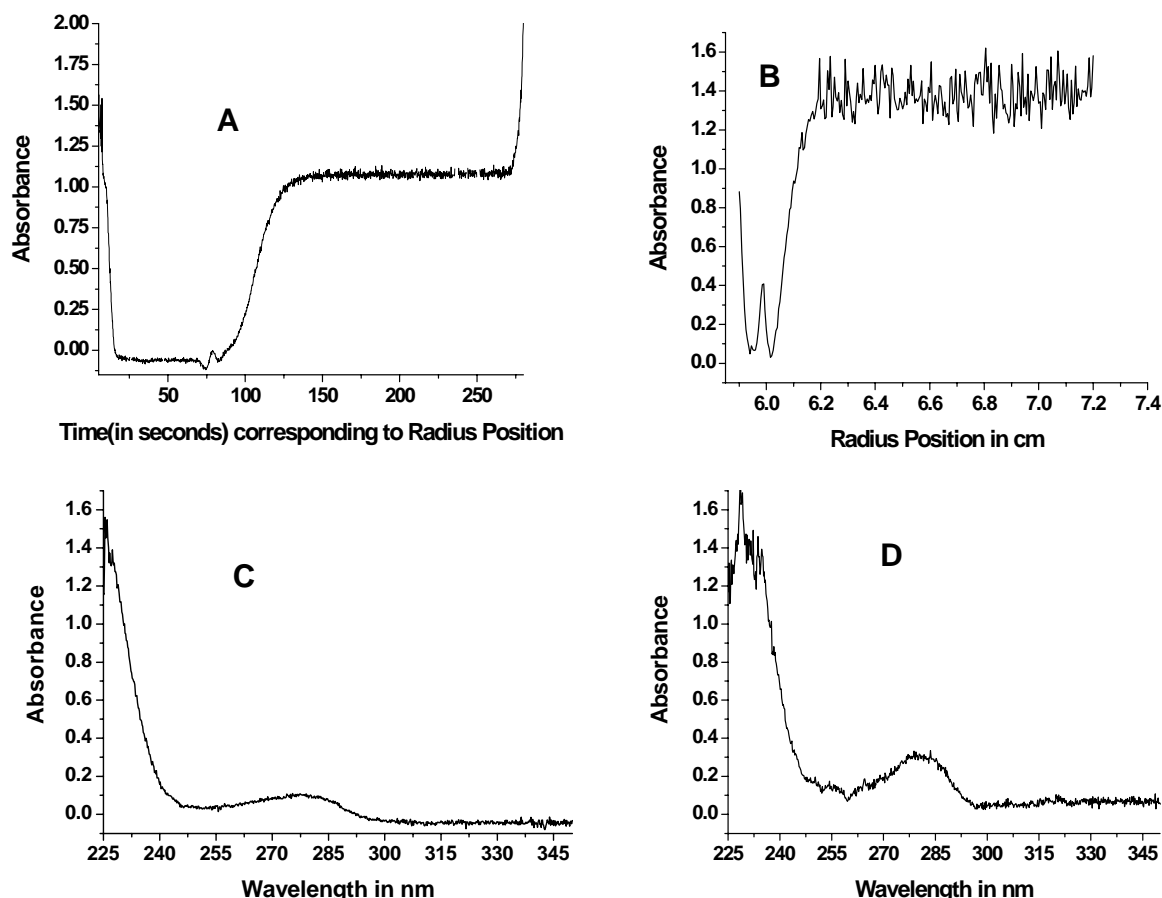 A
Absorbance
2.00
1.75
1.50
1.25
1.00
0.75
0.50
0.25
0.00
50 100 150 200 250
Time(in seconds) corresponding to Radius Position
B
Absorbance
1.6
1.4
1.2
1.0
0.8
0.6
0.4
0.2
0.0
6.0 6.2 6.4 6.6 6.8 7.0 7.2 7.4
Radius Position in cm
C
Absorbance
1.6
1.4
1.2
1.0
0.8
0.6
0.4
0.2
0.0
225 240 255 270 285 300 315 330 345
Wavelength in nm
D
Absorbance
1.6
1.4
1.2
1.0
0.8
0.6
0.4
0.2
0.0
225 240 255 270 285 300 315 330 345
Wavelength in nm